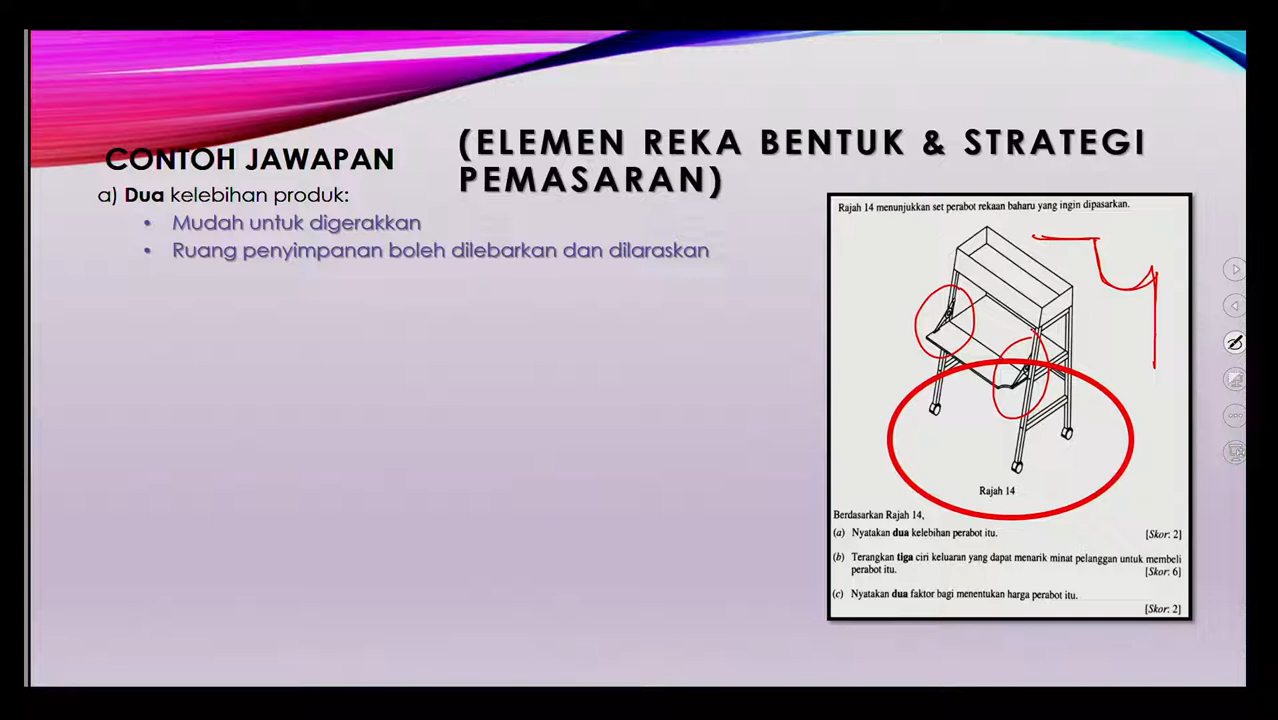 CONTOH JAWAPAN
(ELEMEN REKA BENTUK & STRATEGI
PEMASARAN)
a) Dua kelebihan produk:
• Mudah untuk digerakkan
• Ruang penyimpanan boleh dilebarkan dan dilaraskan
Rajah 14 menunjukkan set perabot rekaan baharu yang ingin dipasarkan.
Rajah 14
Berdasarkan Rajah 14,
(a) Nyatakan dua kelebihan perabot itu.
[Skor: 2]
(b) Terangkan tiga ciri keluaran yang dapat menarik minat pelanggan untuk membeli
perabot itu.
[Skor: 6]
(c) Nyatakan dua faktor bagi menentukan harga perabot itu.
[Skor: 2]